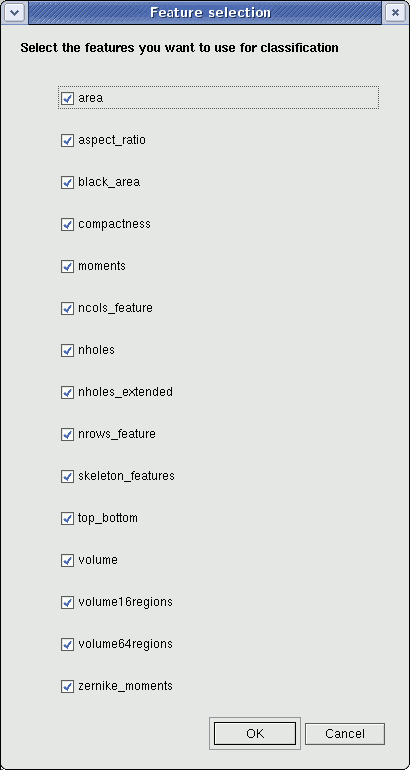 Feature selection
Select the features you want to use for classification
area
aspect_ratio
black_area
compactness
moments
ncols_feature
nholes
nholes_extended
nrows_feature
skeleton_features
top_bottom
volume
volume16regions
volume64regions
zernike_moments
OK Cancel